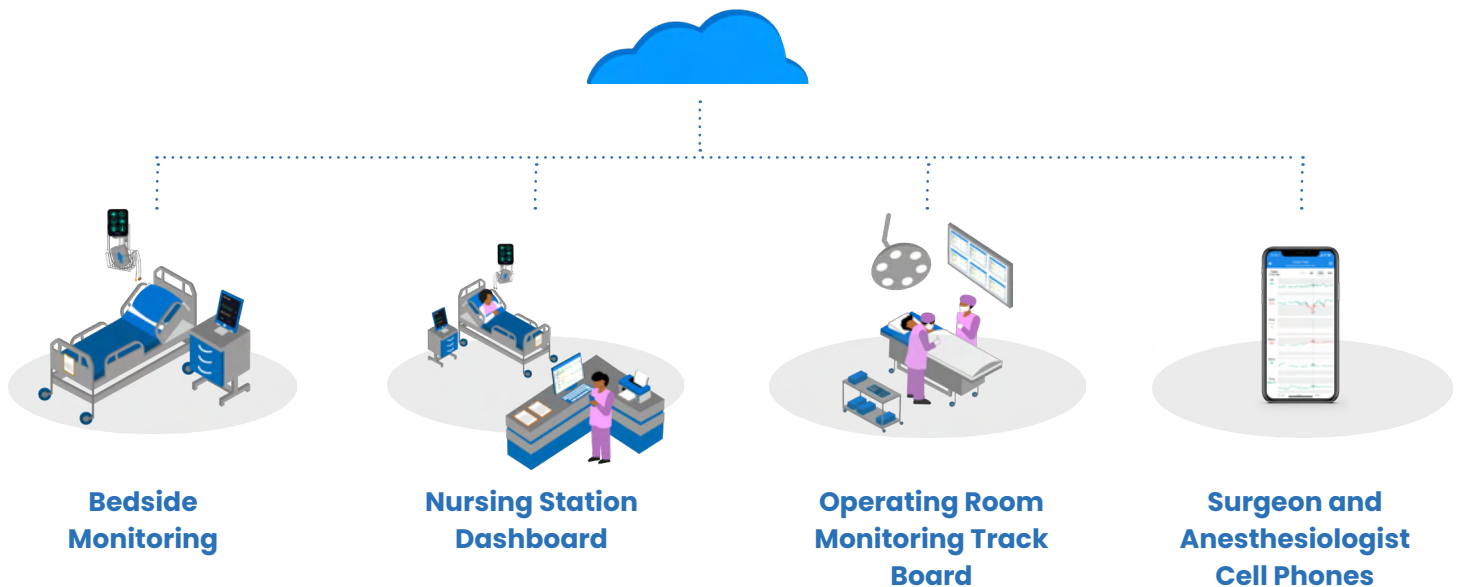 Bedside
Monitoring
Nursing Station
Dashboard
Operating Room
Monitoring Track
Board
Surgeon and
Anesthesiologist
Cell Phones